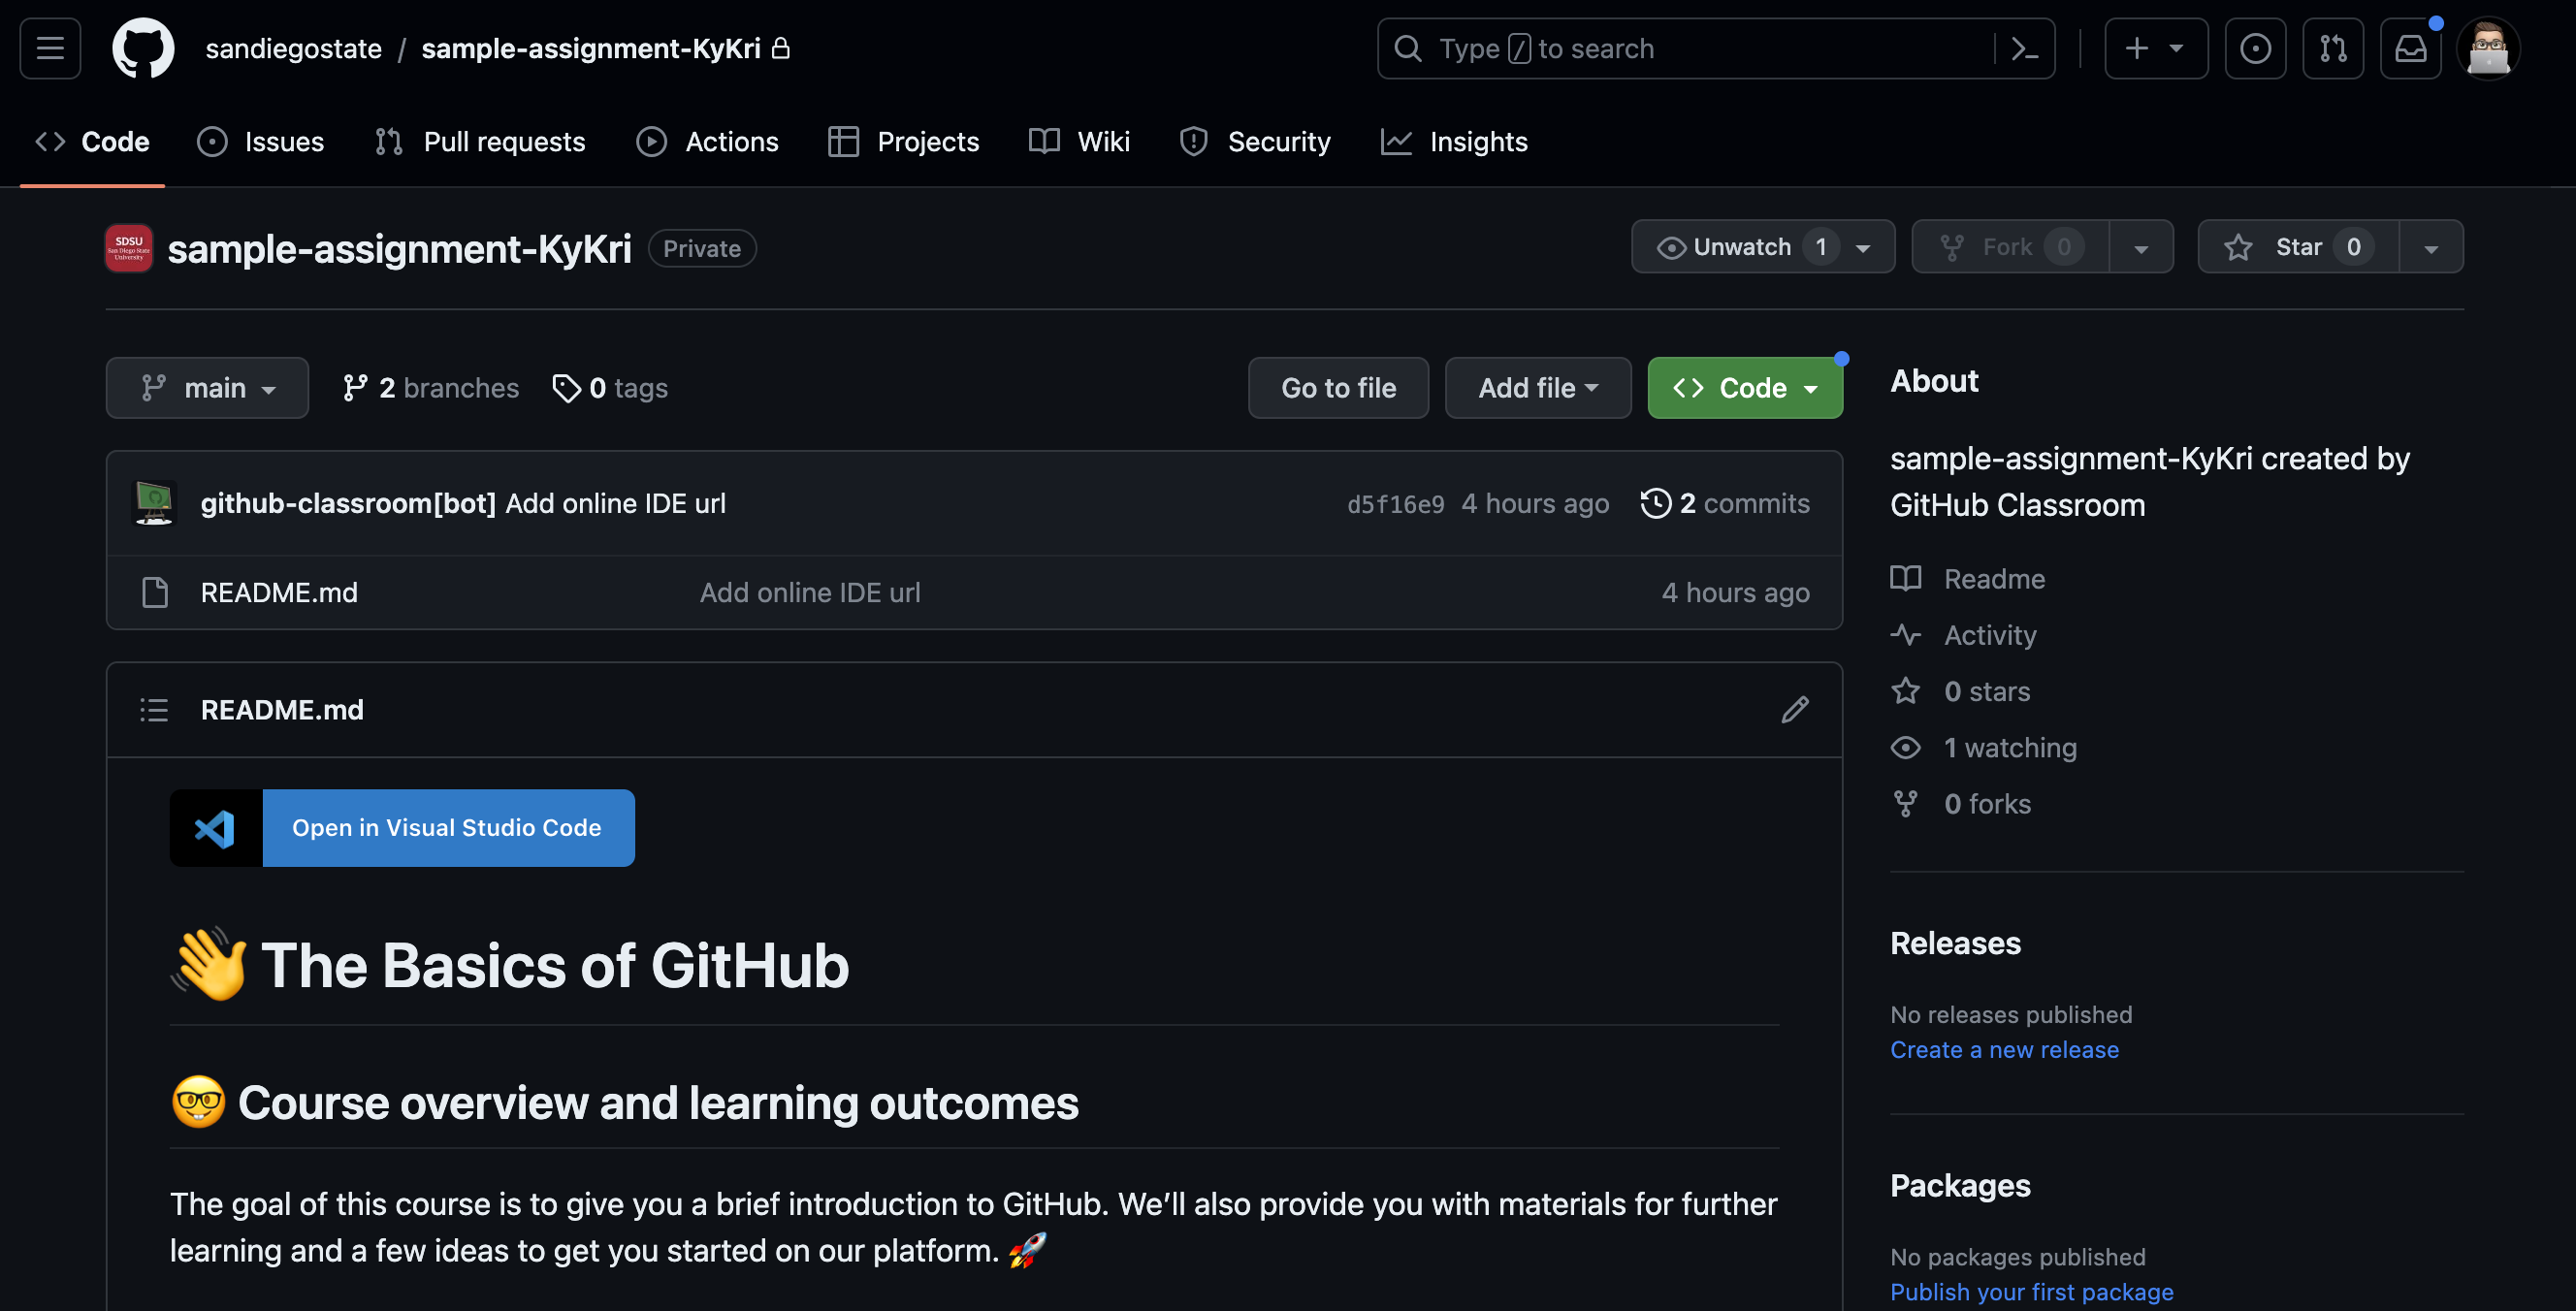 sandiegostate / sample-assignment-KyKri
Type / to search
Code Issues Pull requests Actions Projects Wiki Security Insights
SDSU
San Diego State
University
sample-assignment-KyKri Private
Unwatch 1 Fork 0 Star 0
main 2 branches 0 tags
Go to file Add file Code
github-classroom[bot] Add online IDE url d5f16e9 4 hours ago 2 commits
README.md Add online IDE url 4 hours ago
README.md
Open in Visual Studio Code
👋 The Basics of GitHub
🤓 Course overview and learning outcomes
The goal of this course is to give you a brief introduction to GitHub. We’ll also provide you with materials for further
learning and a few ideas to get you started on our platform. 🚀
About
sample-assignment-KyKri created by
GitHub Classroom
Readme
Activity
0 stars
1 watching
0 forks
Releases
No releases published
Create a new release
Packages
No packages published
Publish your first package